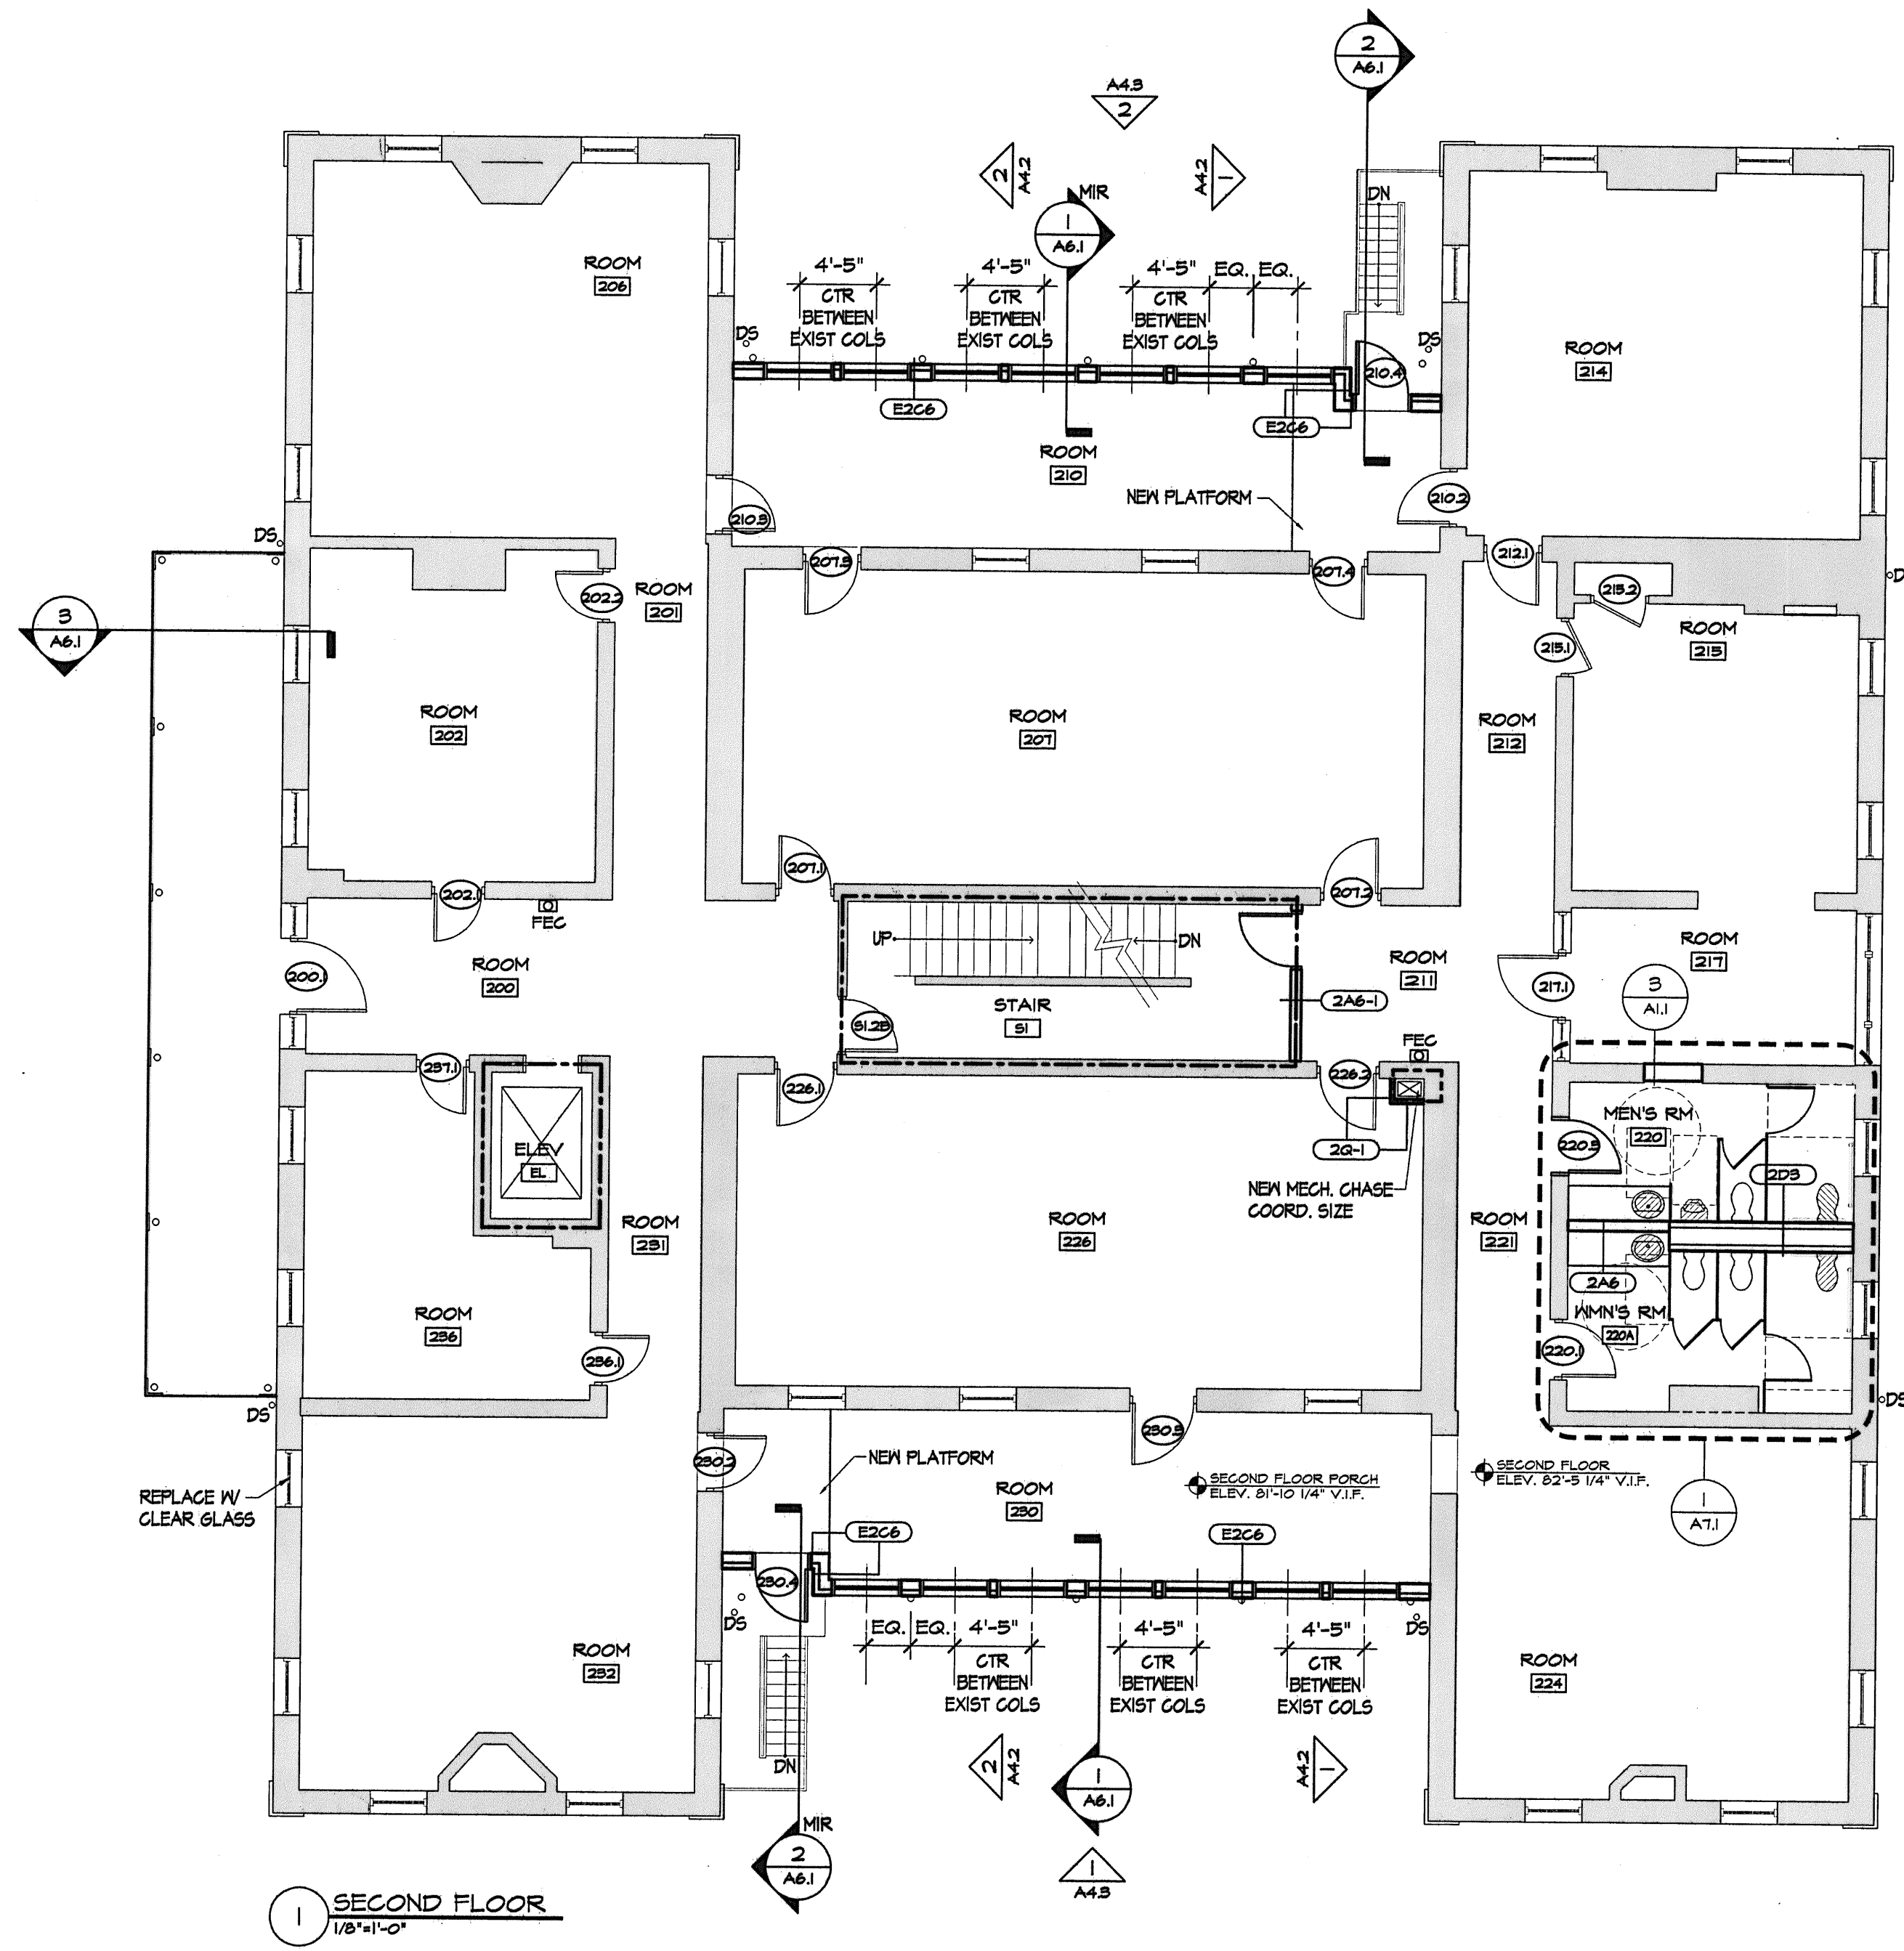 2
A6.1
A4.3
2
2
A4.2
A4.2
1
MIR
1
A6.1
DN
ROOM
206
4'-5"
4'-5"
4'-5"
EQ.
EQ.
CTR
BETWEEN
EXIST COLS
CTR
BETWEEN
EXIST COLS
CTR
BETWEEN
EXIST COLS
DS
DS
ROOM
214
210.4
E2C6
E2C6
ROOM
210
NEW PLATFORM
210.3
210.2
DS
207.3
207.4
212.1
3
A6.1
202.2
ROOM
201
213.2
D
215.1
ROOM
215
ROOM
202
ROOM
207
ROOM
212
207.1
207.2
202.1
FEC
UP
DN
ROOM
200
200.1
ROOM
211
ROOM
217
217.1
STAIR
S1
2A6-1
S1.2B
3
A1.1
FEC
237.1
226.1
226.2
ELEV
EL
MEN'S RM
220
220.3
2Q-1
2D3
NEW MECH. CHASE
COORD. SIZE
ROOM
231
ROOM
226
ROOM
221
2A6
ROOM
236
WMN'S RM
220A
236.1
220.1
DS
DS
230.2
230.3
NEW PLATFORM
REPLACE W/
CLEAR GLASS
ROOM
230
SECOND FLOOR PORCH
ELEV. 81'-10 1/4" V.I.F.
SECOND FLOOR
ELEV. 82'-5 1/4" V.I.F.
1
A7.1
E2C6
E2C6
230.4
DS
DS
EQ.
EQ.
4'-5"
4'-5"
4'-5"
CTR
BETWEEN
EXIST COLS
CTR
BETWEEN
EXIST COLS
CTR
BETWEEN
EXIST COLS
ROOM
232
ROOM
224
DN
2
A4.2
A4.2
1
1
A6.1
MIR
2
A6.1
1
A4.3
1
SECOND FLOOR
1/8"=1'-0"